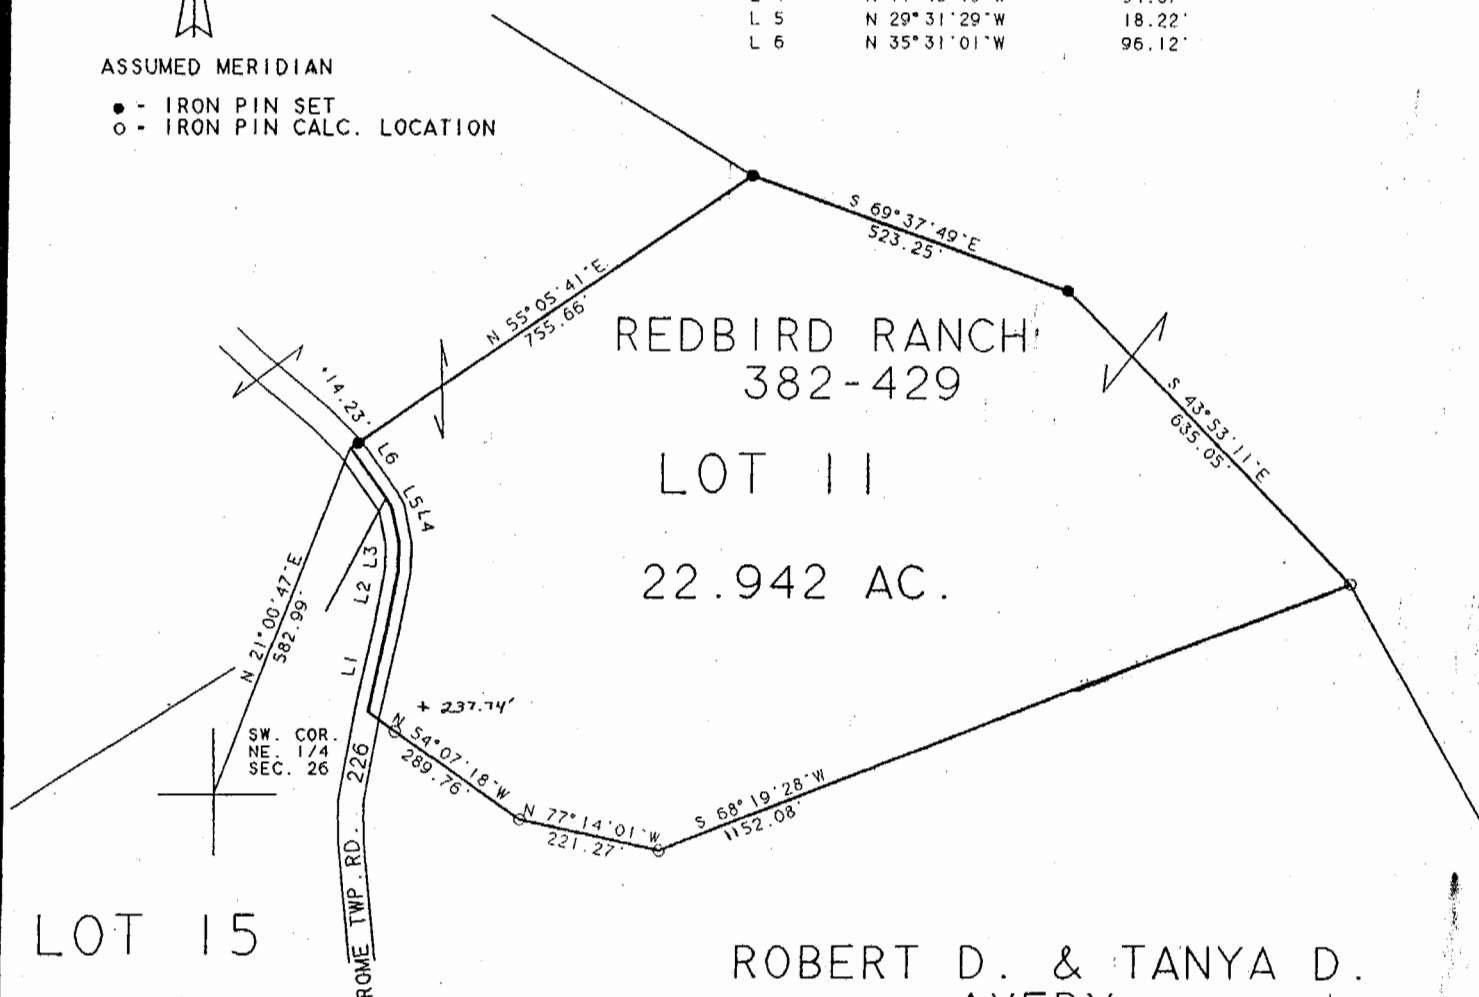 L 5 N 29°31'29"W 18.22'
L 6 N 35°31'01"W 96.12'
ASSUMED MERIDIAN
● - IRON PIN SET
○ - IRON PIN CALC. LOCATION
S 69°37'49"E
523.25'
N 55°05'41"E
755.66'
REDBIRD RANCH
382-429
+14.23'
S 43°53'11"E
635.05'
LOT 11
L6
L5 L4
22.942 AC.
L3
L2
L1
N 21°00'47"E
582.99'
+ 237.74'
SW. COR.
NE. 1/4
SEC. 26
N 54°07'18"W
289.76'
N 77°14'01"W
221.27'
S 68°19'28"W
1152.08'
ROME TWP. RD. 226
LOT 15
ROBERT D. & TANYA D.
AVERY